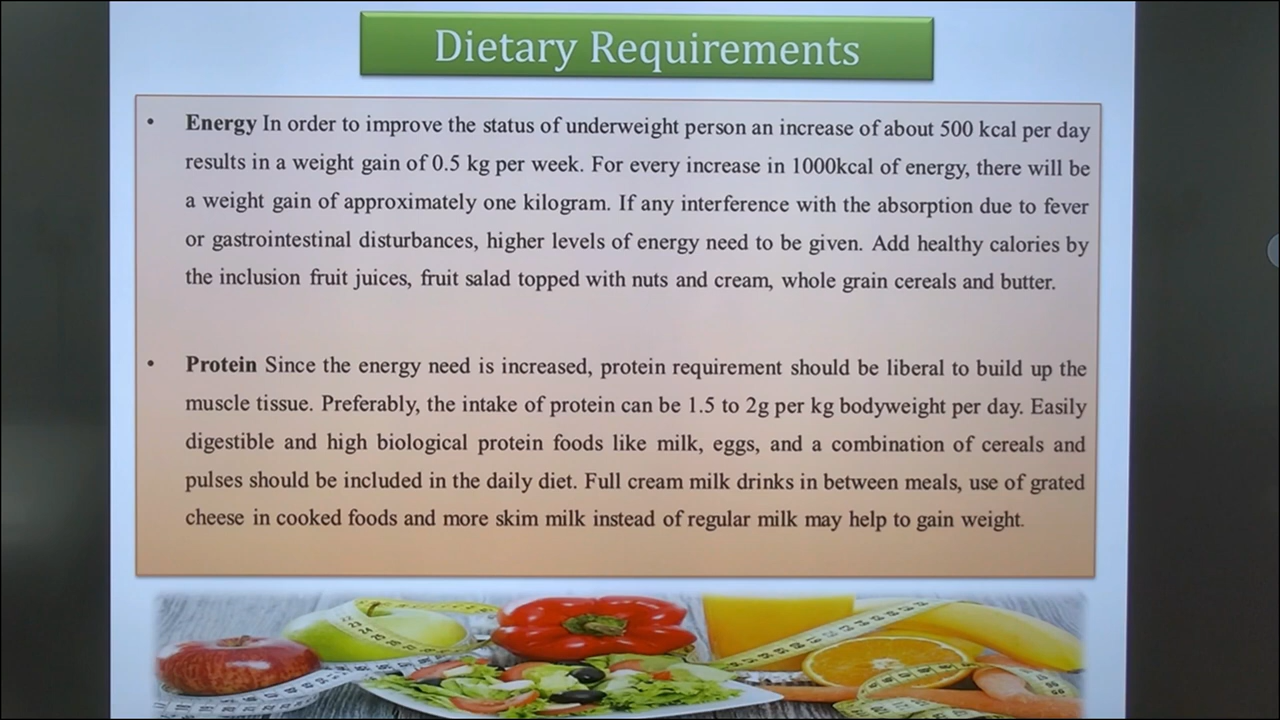 Dietary Requirements
• Energy In order to improve the status of underweight person an increase of about 500 kcal per day
results in a weight gain of 0.5 kg per week. For every increase in 1000kcal of energy, there will be
a weight gain of approximately one kilogram. If any interference with the absorption due to fever
or gastrointestinal disturbances, higher levels of energy need to be given. Add healthy calories by
the inclusion fruit juices, fruit salad topped with nuts and cream, whole grain cereals and butter.
• Protein Since the energy need is increased, protein requirement should be liberal to build up the
muscle tissue. Preferably, the intake of protein can be 1.5 to 2g per kg bodyweight per day. Easily
digestible and high biological protein foods like milk, eggs, and a combination of cereals and
pulses should be included in the daily diet. Full cream milk drinks in between meals, use of grated
cheese in cooked foods and more skim milk instead of regular milk may help to gain weight.